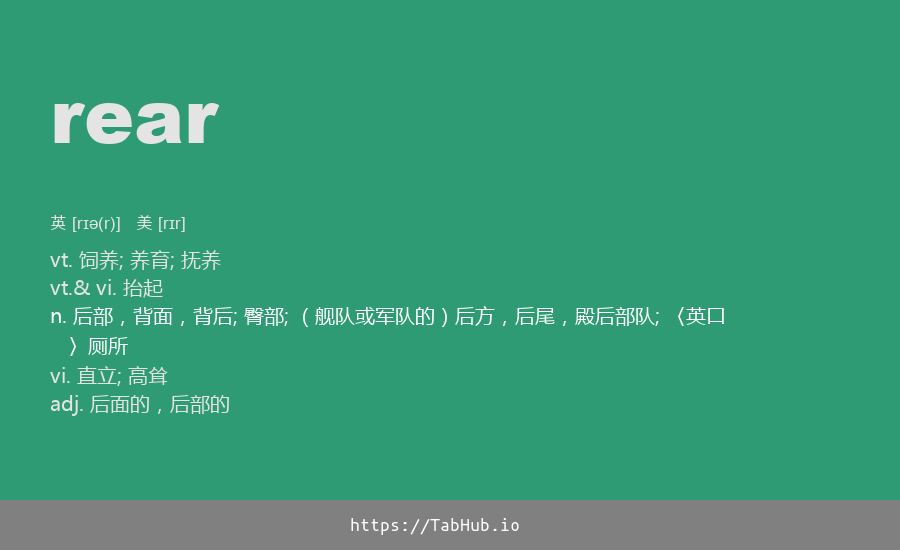 rear
英 [rɪə(r)] 美 [rɪr]
vt. 饲养; 养育; 抚养
vt.& vi. 抬起
n. 后部，背面，背后; 臀部; （舰队或军队的）后方，后尾，殿后部队; 〈英口
〉厕所
vi. 直立; 高耸
adj. 后面的，后部的
https://TabHub.io